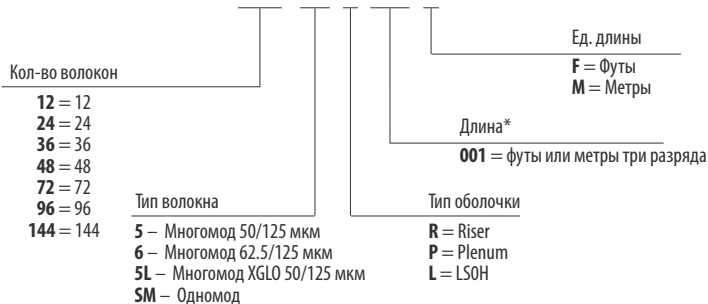 Ед. длины
F = Футы
M = Метры
Кол-во волокон
12 = 12
24 = 24
36 = 36
48 = 48
72 = 72
96 = 96
144 = 144
Длина*
001 = футы или метры три разряда
Тип волокна
5 – Многомод 50/125 мкм
6 – Многомод 62.5/125 мкм
5L – Многомод XGLO 50/125 мкм
SM – Одномод
Тип оболочки
R = Riser
P = Plenum
L = LS0H